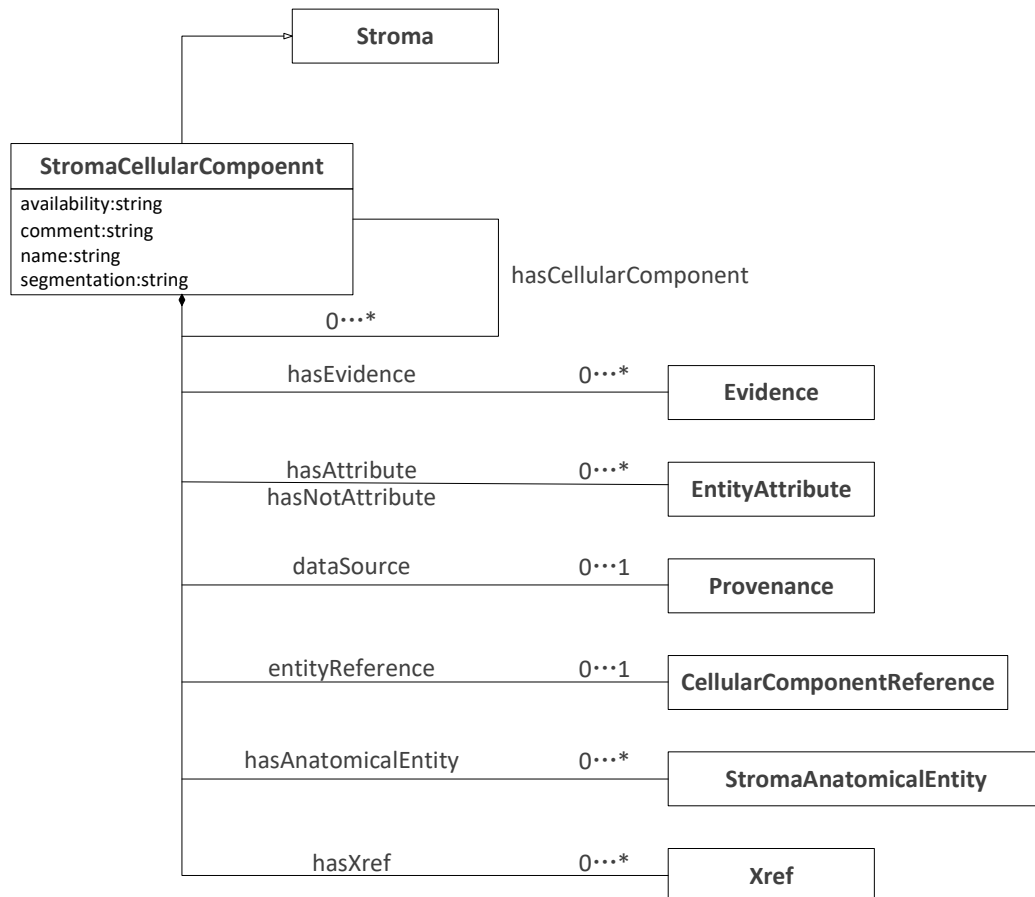 Stroma
StromaCellularCompoennt
availability:string
comment:string
name:string
segmentation:string
hasCellularComponent
0···*
hasEvidence 0···*
Evidence
hasAttribute 0···*
hasNotAttribute
EntityAttribute
dataSource 0···1
Provenance
entityReference 0···1
CellularComponentReference
hasAnatomicalEntity 0···*
StromaAnatomicalEntity
hasXref 0···*
Xref